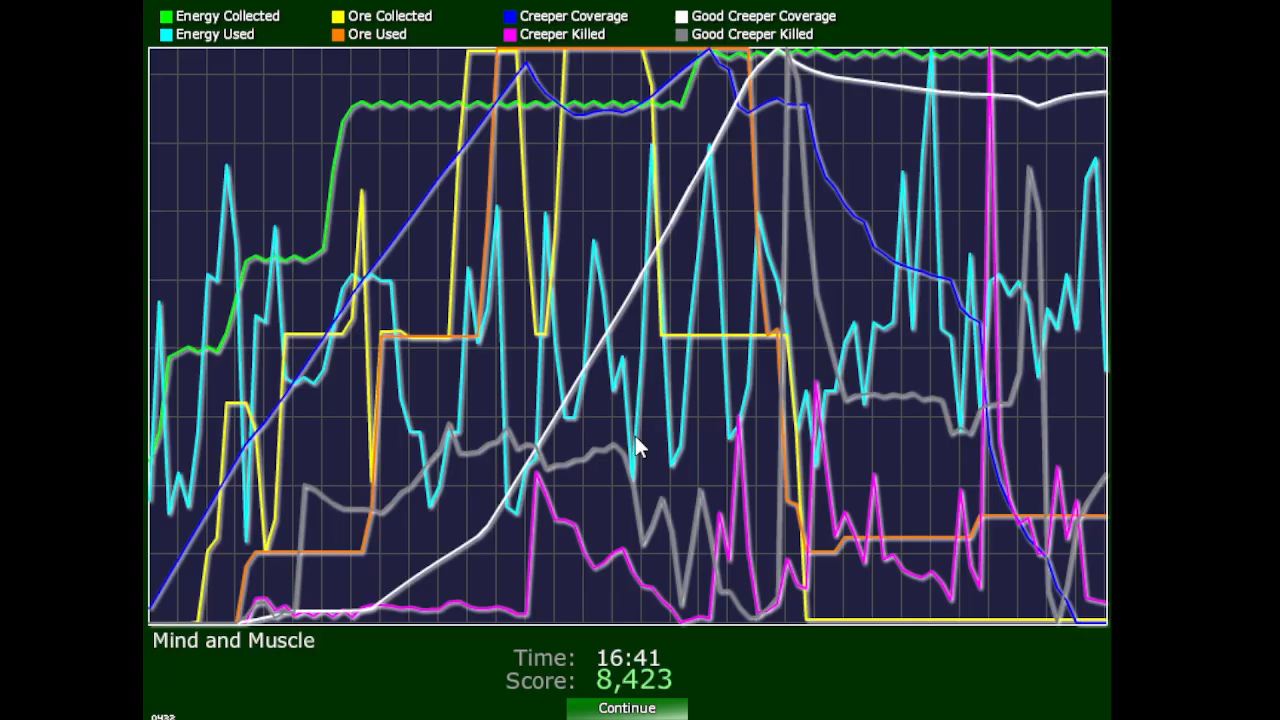 Energy Collected Ore Collected Creeper Coverage Good Creeper Coverage
Energy Used Ore Used Creeper Killed Good Creeper Killed
Mind and Muscle
Time: 16:41
Score: 8,423
Continue
0432